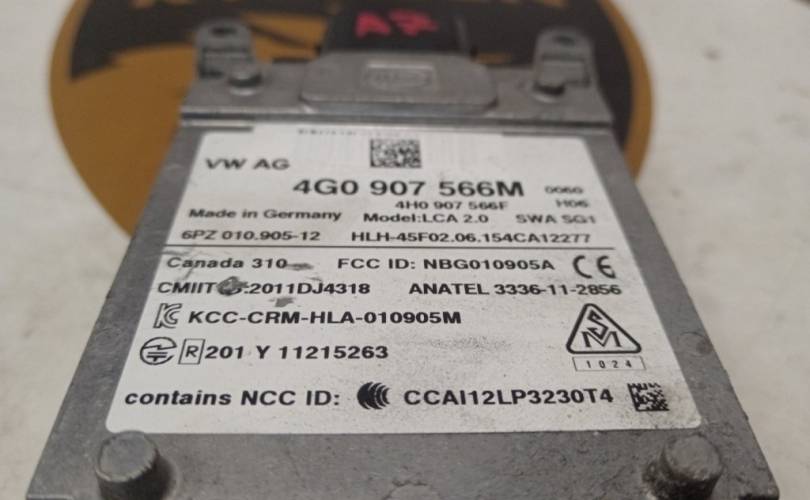 A7
VW AG
4G0 907 566M 0060
4H0 907 566F H06
Made in Germany Model:LCA 2.0 SWA SG1
6PZ 010.905-12 HLH-45F02.06.154CA12277
Canada 310 FCC ID: NBG010905A CE
CMIIT :2011DJ4318 ANATEL 3336-11-2856
KCC-CRM-HLA-010905M
R 201 Y 11215263
1024
contains NCC ID: CCAI12LP3230T4